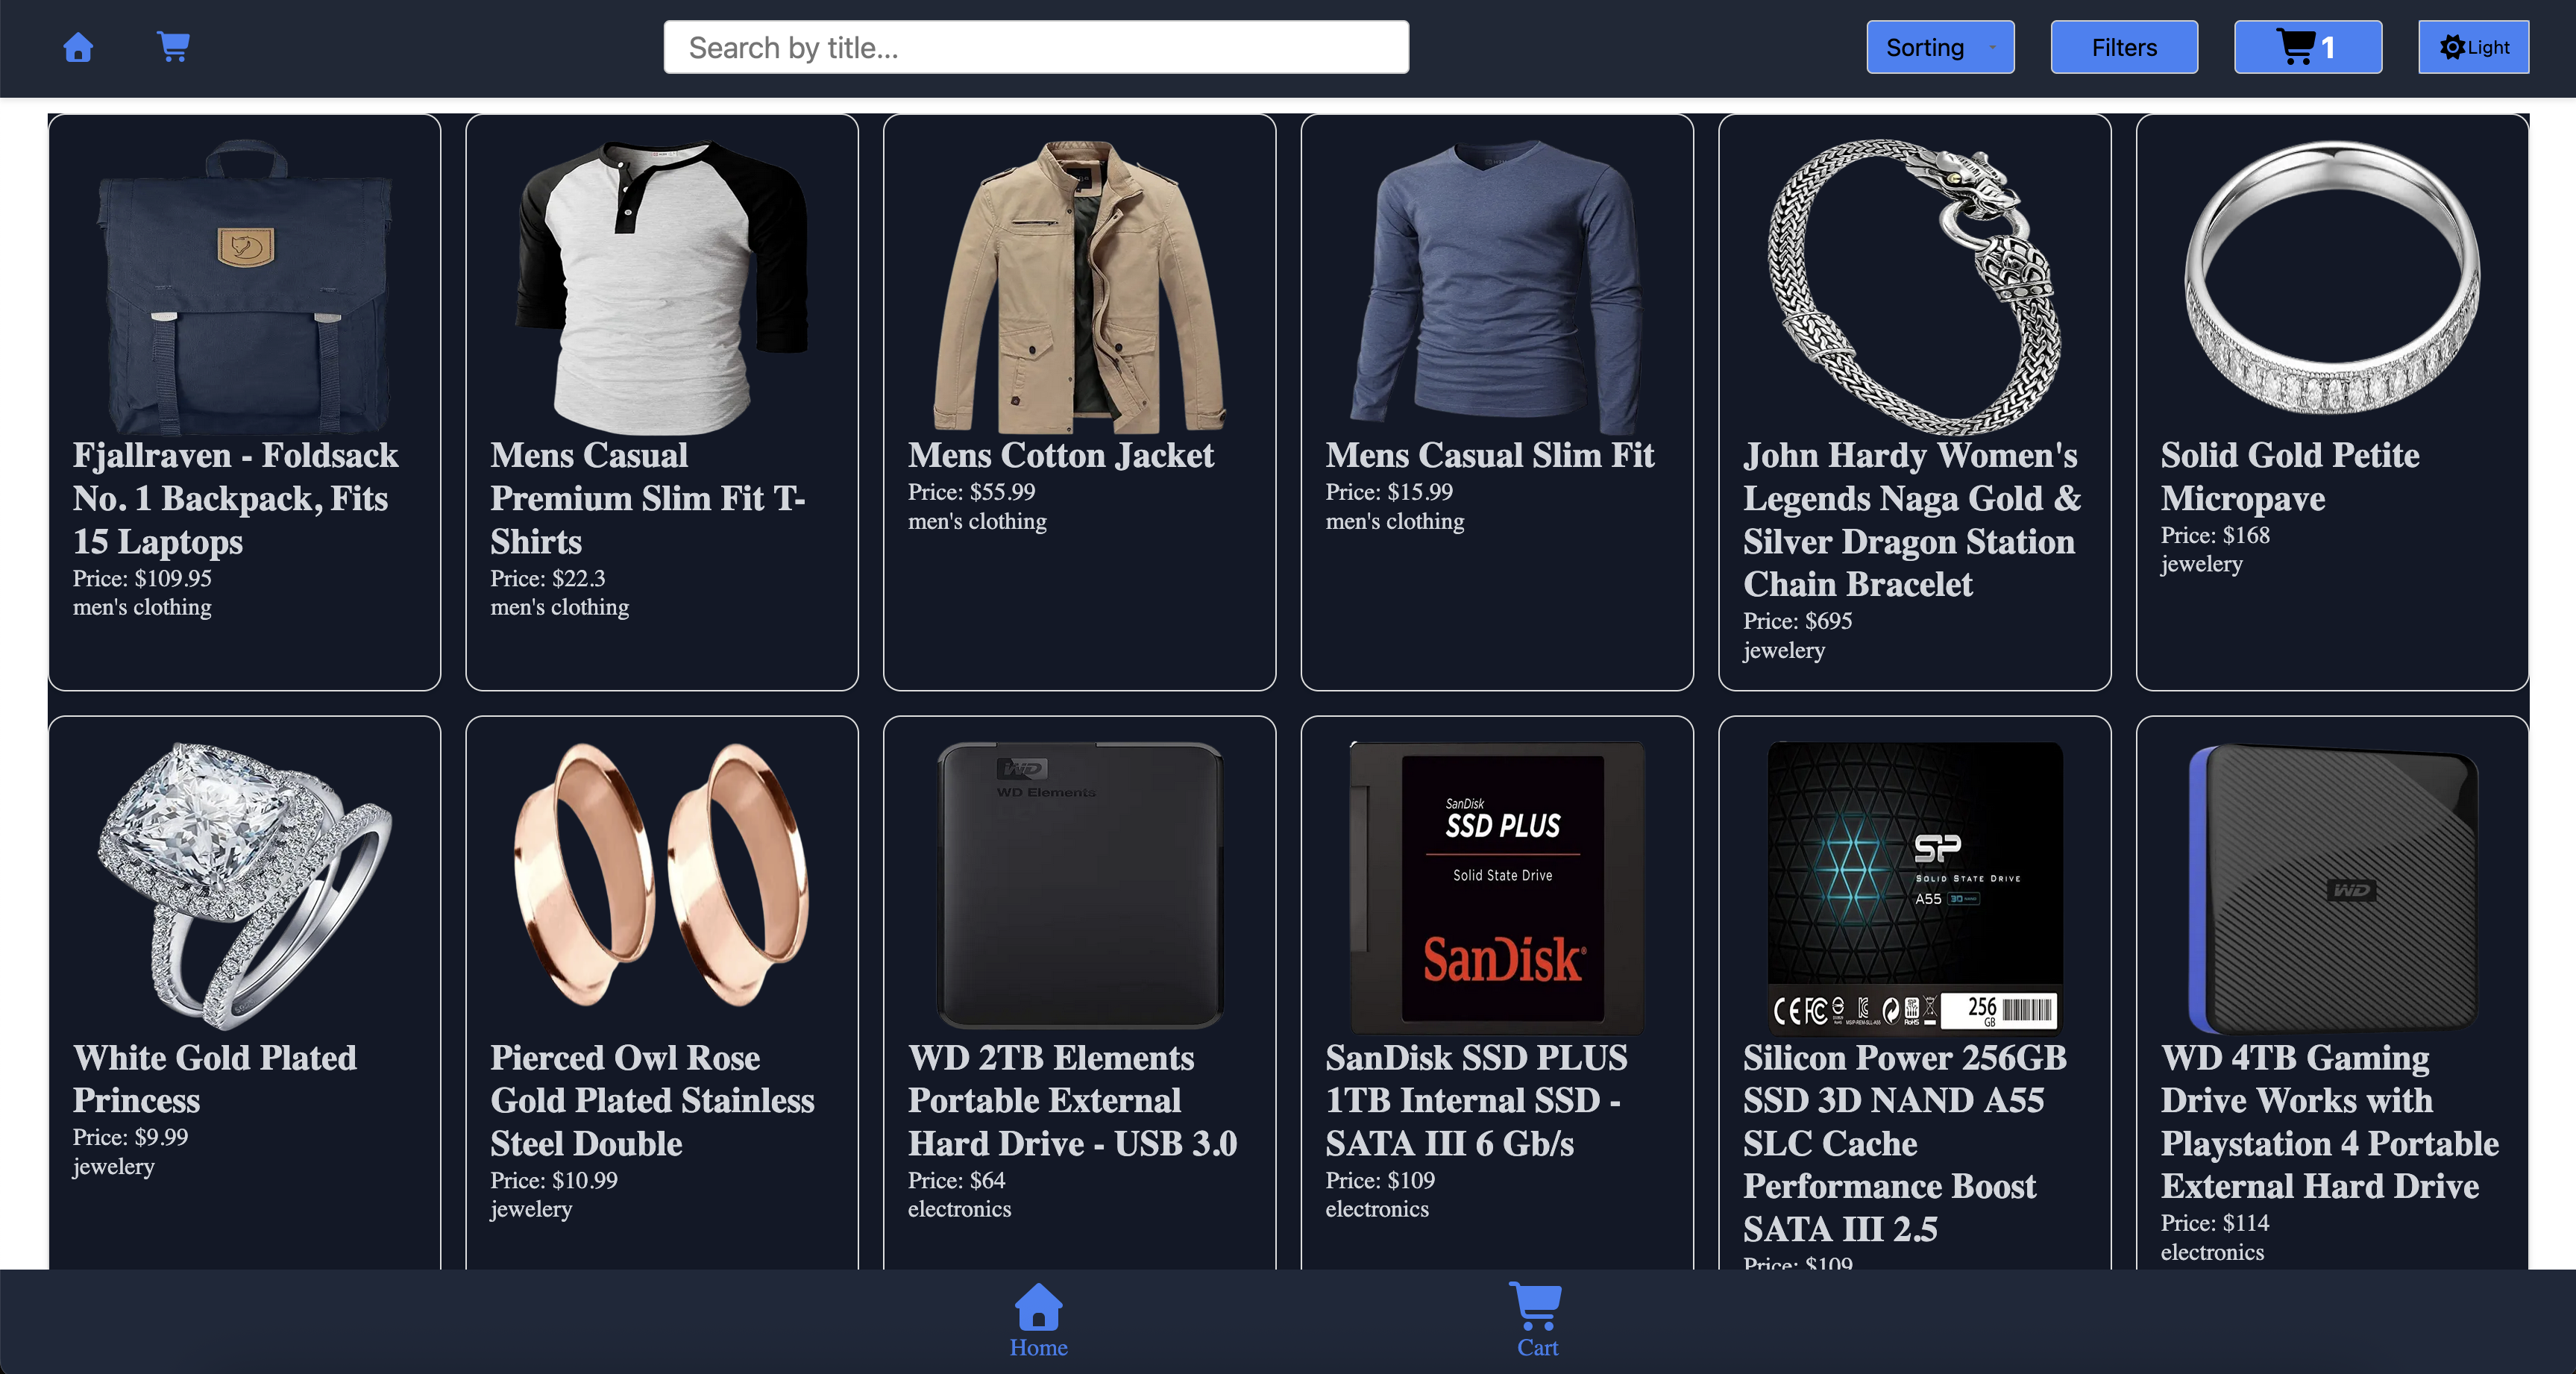 Search by title...
Sorting
Filters
1
Light
Fjallraven - Foldsack
No. 1 Backpack, Fits
15 Laptops
Price: $109.95
men's clothing
Mens Casual
Premium Slim Fit T-
Shirts
Price: $22.3
men's clothing
Mens Cotton Jacket
Price: $55.99
men's clothing
Mens Casual Slim Fit
Price: $15.99
men's clothing
John Hardy Women's
Legends Naga Gold &
Silver Dragon Station
Chain Bracelet
Price: $695
jewelery
Solid Gold Petite
Micropave
Price: $168
jewelery
White Gold Plated
Princess
Price: $9.99
jewelery
Pierced Owl Rose
Gold Plated Stainless
Steel Double
Price: $10.99
jewelery
WD
WD Elements
WD 2TB Elements
Portable External
Hard Drive - USB 3.0
Price: $64
electronics
SanDisk
SSD PLUS
Solid State Drive
SanDisk
SanDisk SSD PLUS
1TB Internal SSD -
SATA III 6 Gb/s
Price: $109
electronics
SP
SOLID STATE DRIVE
A55
CE FC
256
GB
Silicon Power 256GB
SSD 3D NAND A55
SLC Cache
Performance Boost
SATA III 2.5
Price: $109
WD
WD 4TB Gaming
Drive Works with
Playstation 4 Portable
External Hard Drive
Price: $114
electronics
Home
Cart